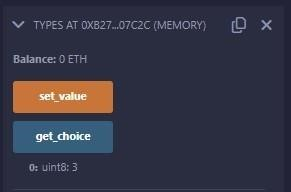 TYPES AT 0XB27...07C2C (MEMORY)
Balance: 0 ETH
set_value
get_choice
0: uint8: 3